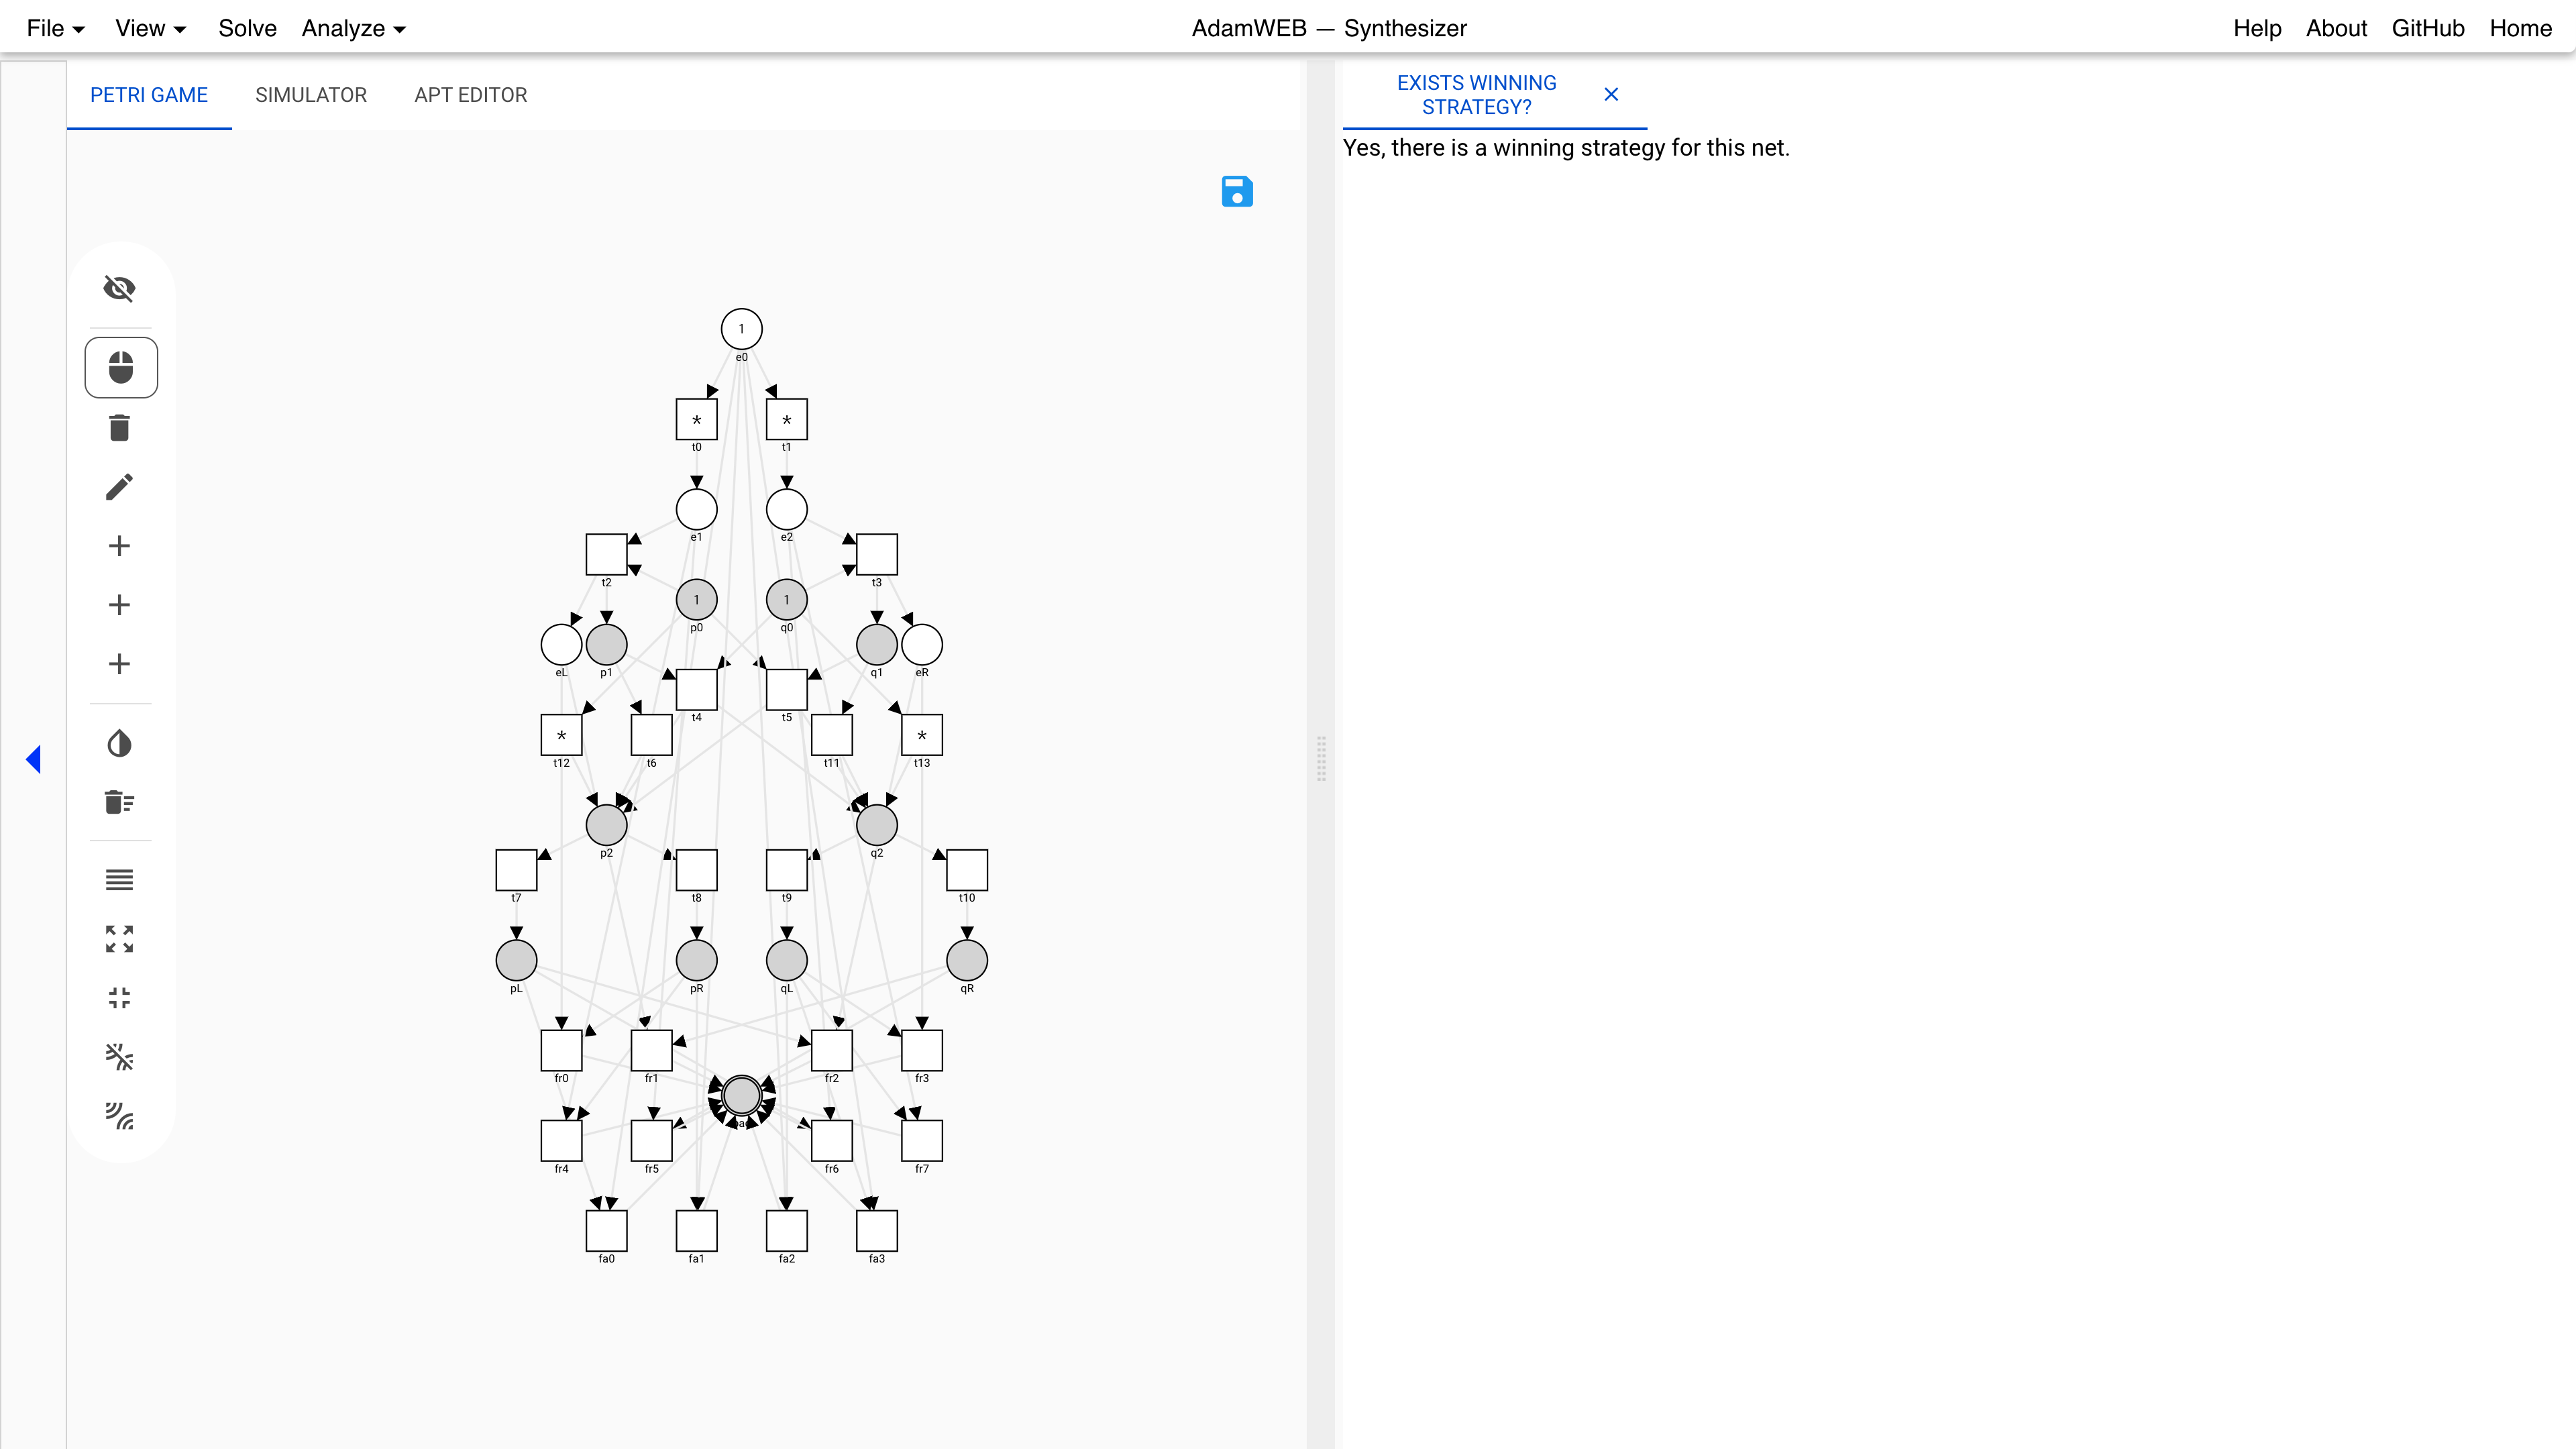 File View Solve Analyze AdamWEB — Synthesizer Help About GitHub Home
PETRI GAME SIMULATOR APT EDITOR
EXISTS WINNING
STRATEGY?
Yes, there is a winning strategy for this net.
1
e0
* *
t0 t1
e1 e2
t2 t3
1 1
p0 q0
eL p1 q1 eR
t4 t5
* *
t12 t6 t11 t13
p2 q2
t7 t8 t9 t10
pL pR qL qR
fr0 fr1 fr2 fr3
fr4 fr5 fr6 fr7
fa0 fa1 fa2 fa3